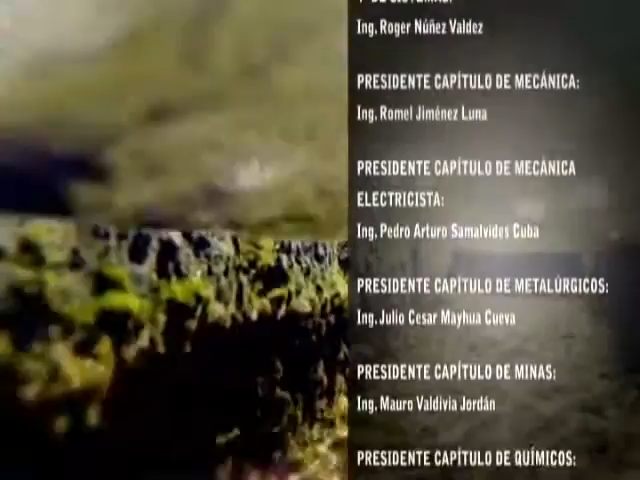 Ing. Roger Núñez Valdez
PRESIDENTE CAPÍTULO DE MECÁNICA:
Ing. Romel Jiménez Luna
PRESIDENTE CAPÍTULO DE MECÁNICA
ELECTRICISTA:
Ing. Pedro Arturo Samalvides Cuba
PRESIDENTE CAPÍTULO DE METALÚRGICOS:
Ing. Julio Cesar Mayhua Cueva
PRESIDENTE CAPÍTULO DE MINAS:
Ing. Mauro Valdivia Jordán
PRESIDENTE CAPÍTULO DE QUÍMICOS: